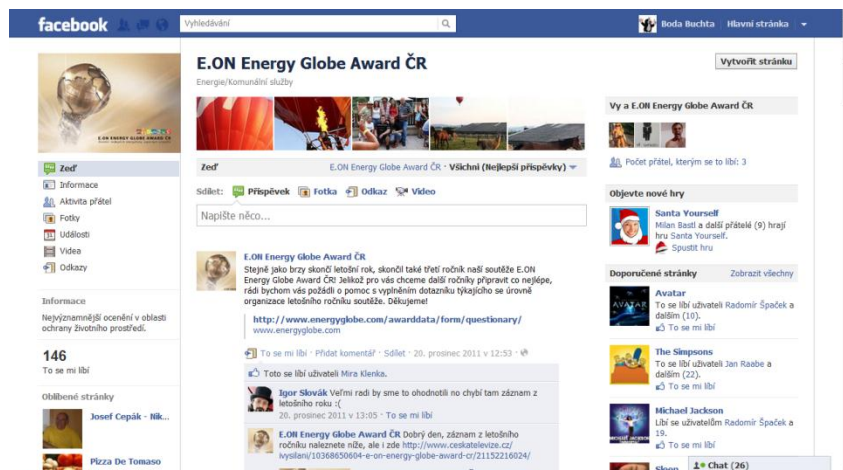 facebook
Vyhledávání
Boda Buchta
Hlavní stránka
E.ON ENERGY GLOBE AWARD ČR
Zeď
Informace
Aktivita přátel
Fotky
Události
Videa
Odkazy
Informace
Nejvýznamnější ocenění v oblasti
ochrany životního prostředí.
146
To se mi líbí
Oblíbené stránky
Josef Cepák - Nik...
Pizza De Tomaso
E.ON Energy Globe Award ČR
Energie/Komunální služby
Zeď
E.ON Energy Globe Award ČR · Všichni (Nejlepší příspěvky)
Sdílet: Příspěvek Fotka Odkaz Video
Napište něco...
E.ON Energy Globe Award ČR
Stejně jako brzy skončí letošní rok, skončil také třetí ročník naší soutěže E.ON
Energy Globe Award ČR! Jelikož pro vás chceme další ročníky připravit co nejlépe,
rádi bychom vás požádli o pomoc s vyplněním dotazníku týkajícího se úrovně
organizace letošního ročníku soutěže. Děkujeme!
http://www.energyglobe.com/awarddata/form/questionary/
www.energyglobe.com
To se mi líbí · Přidat komentář · Sdílet · 20. prosinec 2011 v 12:53 ·
Toto se líbí uživateli Mira Klenka.
Igor Slovák Veľmi radi by sme to ohodnotili no chybí tam záznam z
letošního roku :(
20. prosinec 2011 v 13:05 · To se mi líbí
E.ON Energy Globe Award ČR Dobrý den, záznam z letošního
ročníku naleznete níže, ale i zde http://www.ceskatelevize.cz/
ivysilani/10368650604-e-on-energy-globe-award-cr/21152216024/
Vytvořit stránku
Vy a E.ON Energy Globe Award ČR
Počet přátel, kterým se to libí: 3
Objevte nové hry
Santa Yourself
Milan Bastl a další přátelé (9) hrají
hru Santa Yourself.
Spustit hru
Doporučené stránky
Zobrazit všechny
AVATAR
Avatar
To se líbí uživateli Radomír Špaček a
dalším (10).
To se mi líbí
The Simpsons
To se líbí uživateli Jan Raabe a
dalším (22).
To se mi líbí
Michael Jackson
Líbí se uživatelům Radomír Špaček a
19.
To se mi líbí
Chat (26)